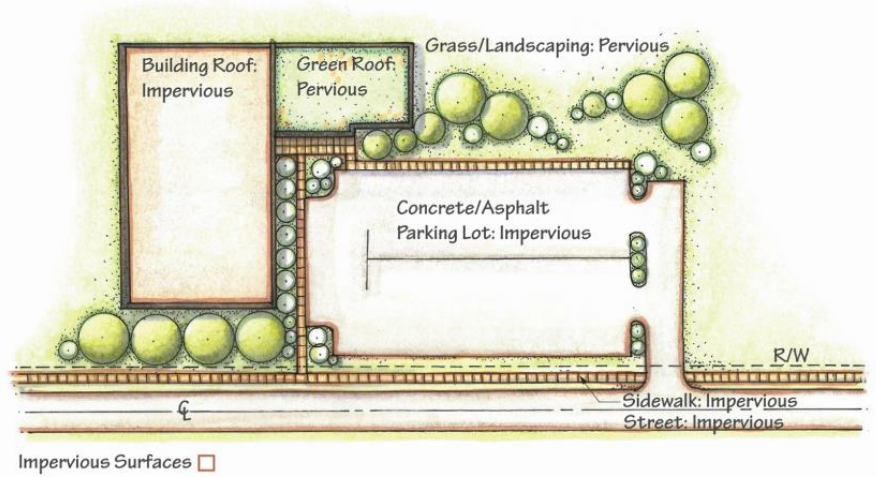 Grass/Landscaping: Pervious
Building Roof:
Impervious
Green Roof:
Pervious
Concrete/Asphalt
Parking Lot: Impervious
R/W
℄
Sidewalk: Impervious
Street: Impervious
Impervious Surfaces